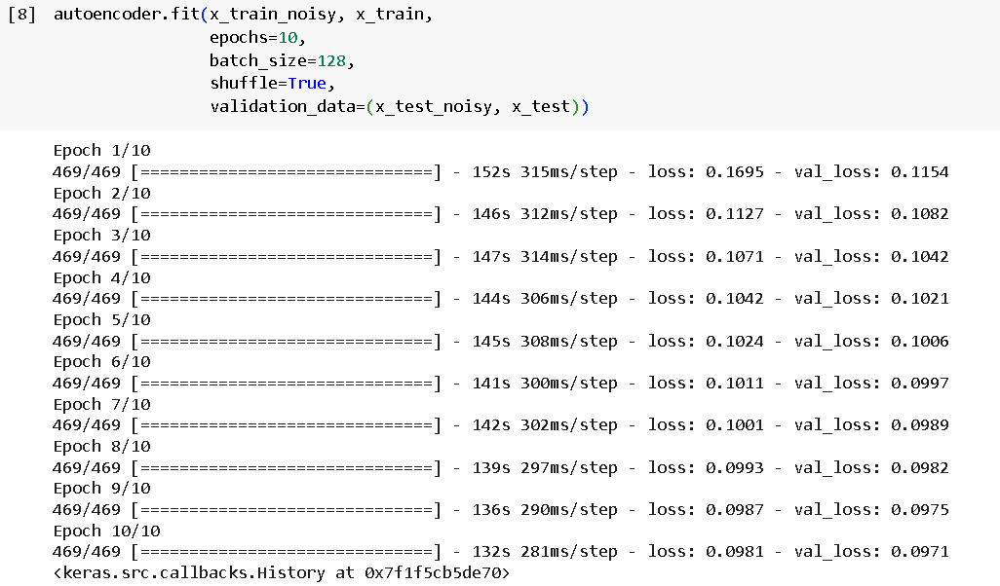 [8] autoencoder.fit(x_train_noisy, x_train,
epochs=10,
batch_size=128,
shuffle=True,
validation_data=(x_test_noisy, x_test))
Epoch 1/10
469/469 [==============================] - 152s 315ms/step - loss: 0.1695 - val_loss: 0.1154
Epoch 2/10
469/469 [==============================] - 146s 312ms/step - loss: 0.1127 - val_loss: 0.1082
Epoch 3/10
469/469 [==============================] - 147s 314ms/step - loss: 0.1071 - val_loss: 0.1042
Epoch 4/10
469/469 [==============================] - 144s 306ms/step - loss: 0.1042 - val_loss: 0.1021
Epoch 5/10
469/469 [==============================] - 145s 308ms/step - loss: 0.1024 - val_loss: 0.1006
Epoch 6/10
469/469 [==============================] - 141s 300ms/step - loss: 0.1011 - val_loss: 0.0997
Epoch 7/10
469/469 [==============================] - 142s 302ms/step - loss: 0.1001 - val_loss: 0.0989
Epoch 8/10
469/469 [==============================] - 139s 297ms/step - loss: 0.0993 - val_loss: 0.0982
Epoch 9/10
469/469 [==============================] - 136s 290ms/step - loss: 0.0987 - val_loss: 0.0975
Epoch 10/10
469/469 [==============================] - 132s 281ms/step - loss: 0.0981 - val_loss: 0.0971
<keras.src.callbacks.History at 0x7f1f5cb5de70>